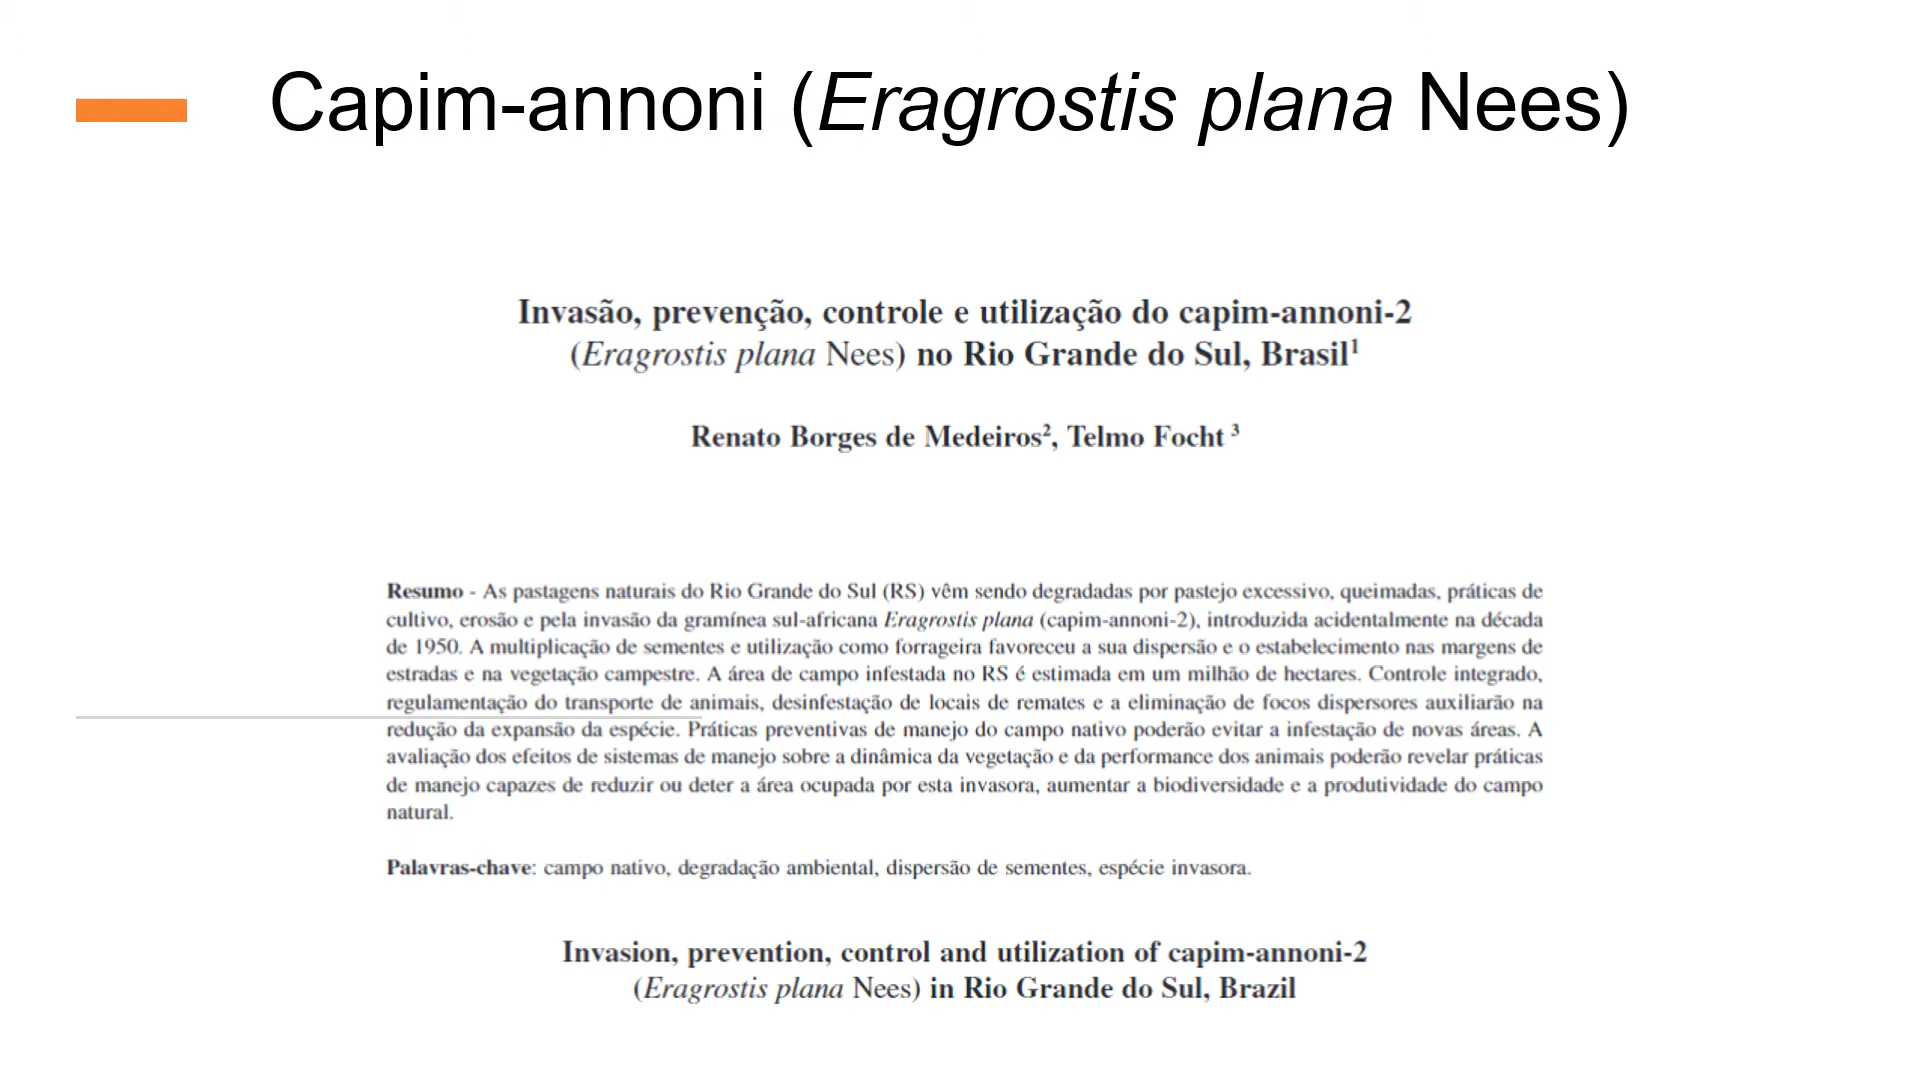 Capim-annoni (Eragrostis plana Nees)
Invasão, prevenção, controle e utilização do capim-annoni-2
(Eragrostis plana Nees) no Rio Grande do Sul, Brasil¹
Renato Borges de Medeiros², Telmo Focht ³
Resumo - As pastagens naturais do Rio Grande do Sul (RS) vêm sendo degradadas por pastejo excessivo, queimadas, práticas de
cultivo, erosão e pela invasão da gramínea sul-africana Eragrostis plana (capim-annoni-2), introduzida acidentalmente na década
de 1950. A multiplicação de sementes e utilização como forrageira favoreceu a sua dispersão e o estabelecimento nas margens de
estradas e na vegetação campestre. A área de campo infestada no RS é estimada em um milhão de hectares. Controle integrado,
regulamentação do transporte de animais, desinfestação de locais de remates e a eliminação de focos dispersores auxiliarão na
redução da expansão da espécie. Práticas preventivas de manejo do campo nativo poderão evitar a infestação de novas áreas. A
avaliação dos efeitos de sistemas de manejo sobre a dinâmica da vegetação e da performance dos animais poderão revelar práticas
de manejo capazes de reduzir ou deter a área ocupada por esta invasora, aumentar a biodiversidade e a produtividade do campo
natural.
Palavras-chave: campo nativo, degradação ambiental, dispersão de sementes, espécie invasora.
Invasion, prevention, control and utilization of capim-annoni-2
(Eragrostis plana Nees) in Rio Grande do Sul, Brazil